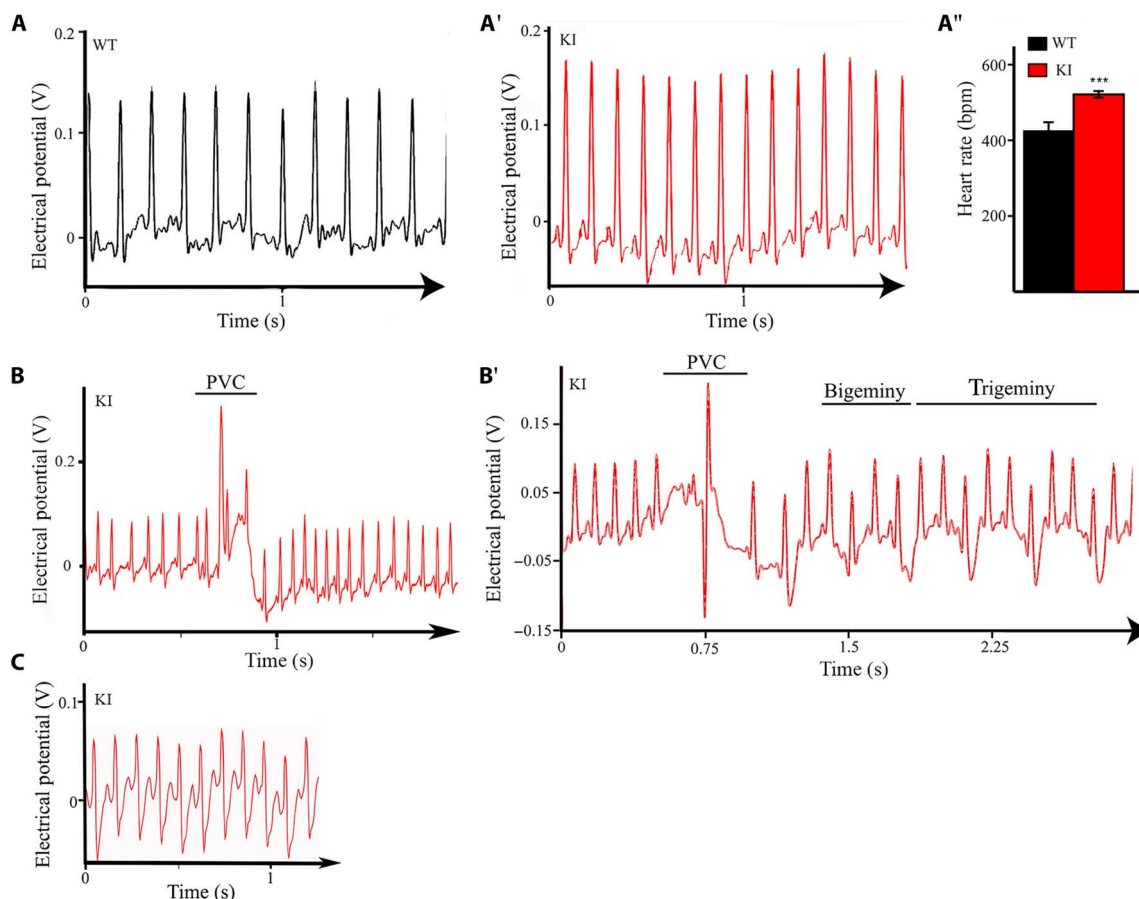 A
0.2
WT
Electrical potential (V)
0.1
0
0
1
Time (s)
A'
0.2
KI
Electrical potential (V)
0.1
0
0
1
Time (s)
A"
WT
KI
***
600
400
200
Heart rate (bpm)
B
KI
PVC
Electrical potential (V)
0.2
0
1
Time (s)
B'
KI
PVC
Bigeminy
Trigeminy
Electrical potential (V)
0.15
0.05
−0.05
−0.15
0
0.75
1.5
2.25
Time (s)
C
KI
Electrical potential (V)
0.1
0
0
1
Time (s)